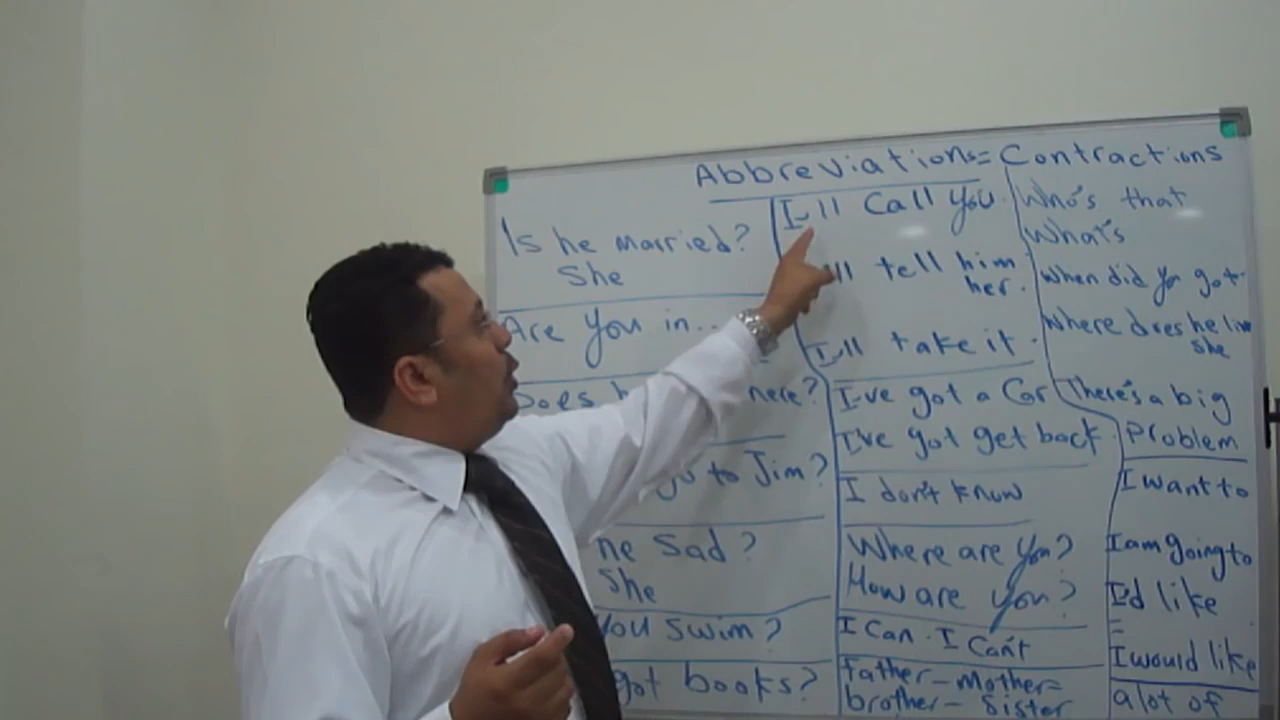 Abbreviations = Contractions
Is he married?
She
Are you in..
Does h
here?
go to Jim?
he sad?
she
you swim?
got books?
I'll Call you.
ll tell him
her.
I'll take it.
I've got a Car
I've got get back.
I don't know
Where are you?
How are you?
I Can. I Can't
father - Mother =
brother - sister
Who's that
What's
When did you got
Where does he live
she
There's a big
Problem
I want to
I am going to
I'd like
=
I would like
a lot of